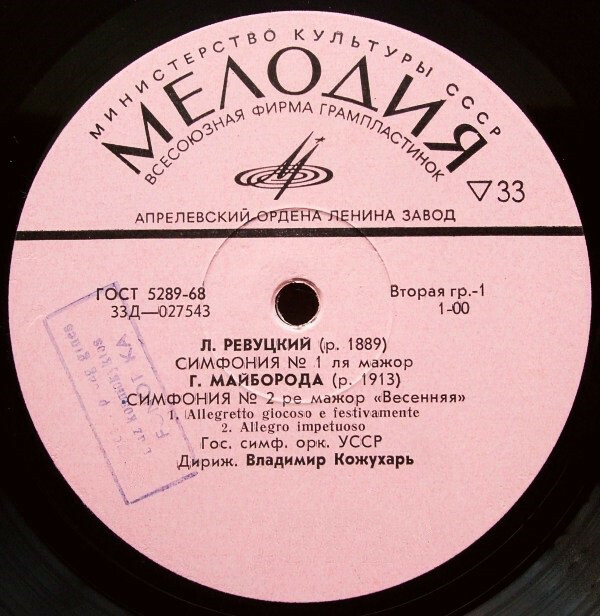 МИНИСТЕРСТВО КУЛЬТУРЫ СССР
МЕЛОДИЯ
ВСЕСОЮЗНАЯ ФИРМА ГРАМПЛАСТИНОК
33
АПРЕЛЕВСКИЙ ОРДЕНА ЛЕНИНА ЗАВОД
ГОСТ 5289-68
33Д—027543
Вторая гр.-1
1-00
Л. РЕВУЦКИЙ (р. 1889)
СИМФОНИЯ № 1 ля мажор
Г. МАЙБОРОДА (р. 1913)
СИМФОНИЯ № 2 ре мажор «Весенняя»
1. Allegretto giocoso e festivamente
2. Allegro impetuoso
Гос. симф. орк. УССР
Дириж. Владимир Кожухарь